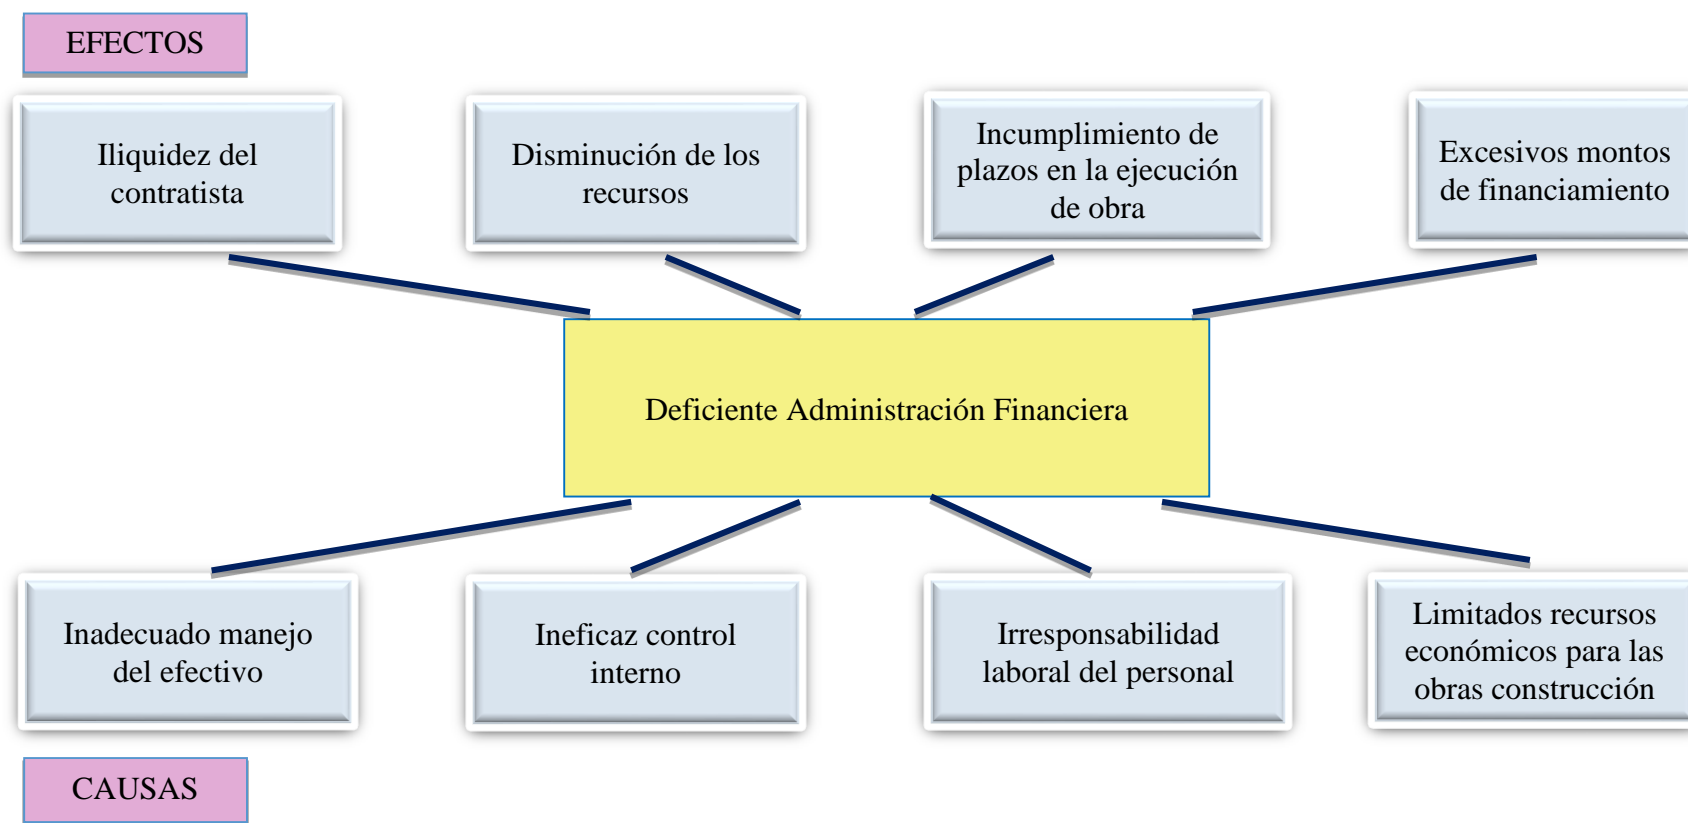 EFECTOS
Iliquidez del
contratista
Disminución de los
recursos
Incumplimiento de
plazos en la ejecución
de obra
Excesivos montos
de financiamiento
Deficiente Administración Financiera
Inadecuado manejo
del efectivo
Ineficaz control
interno
Irresponsabilidad
laboral del personal
Limitados recursos
económicos para las
obras construcción
CAUSAS